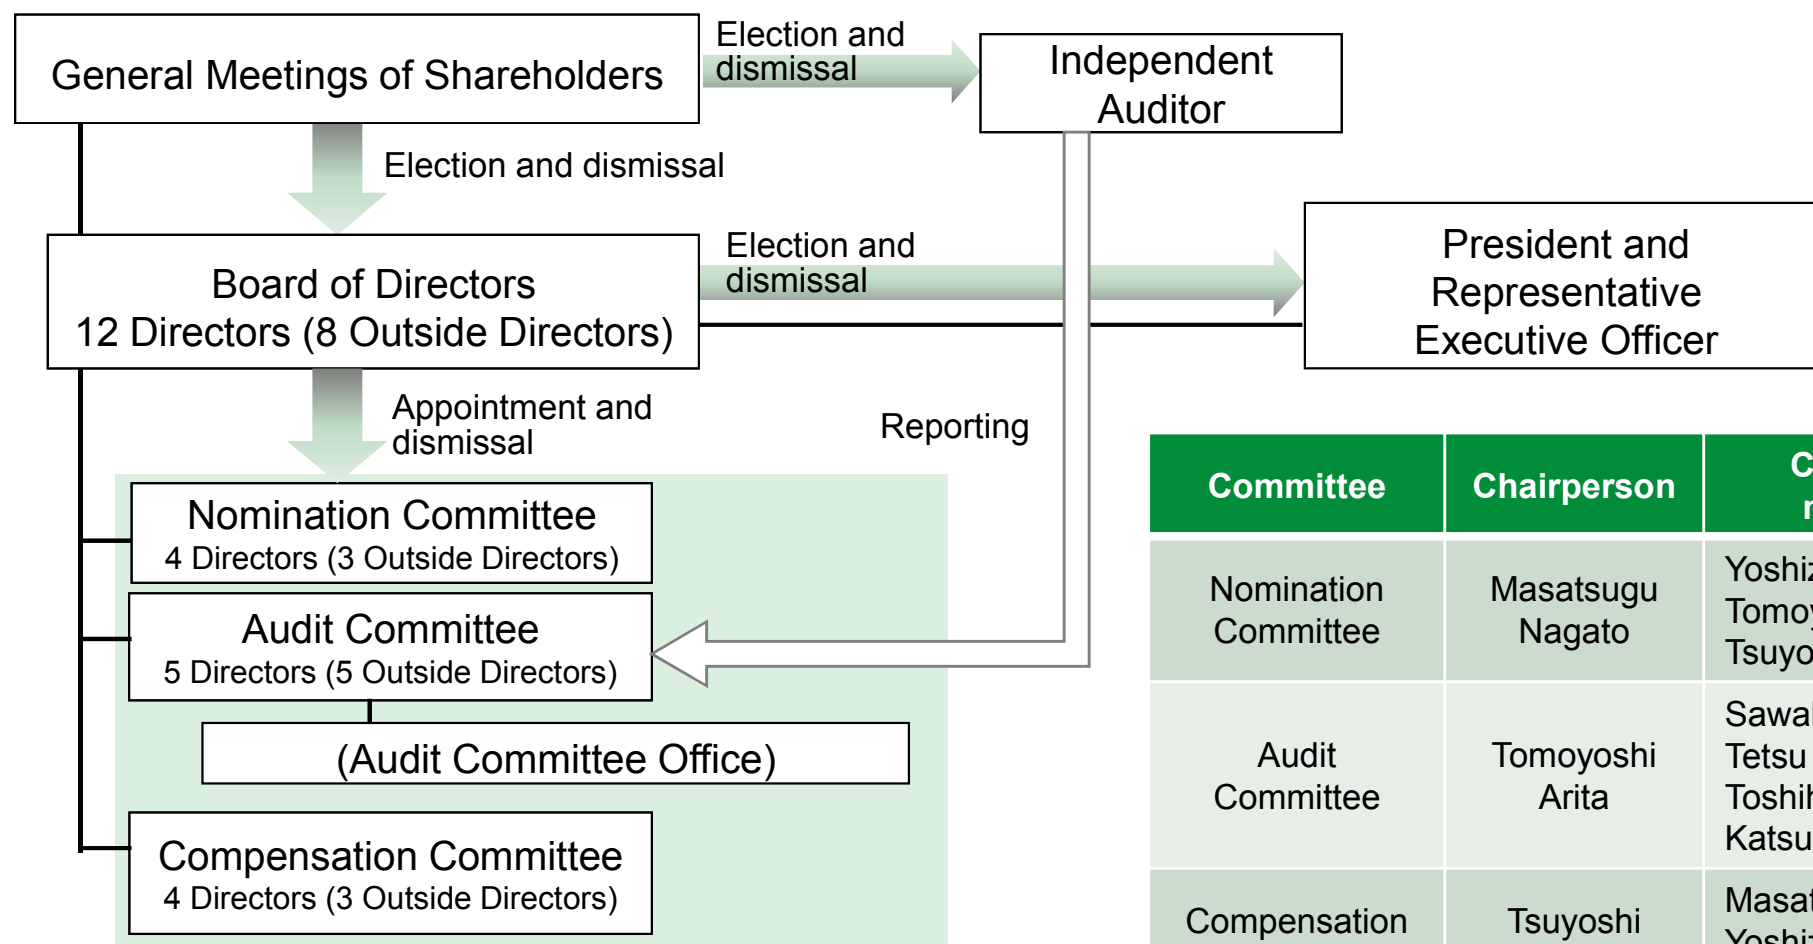 General Meetings of Shareholders
Election and
dismissal
Independent
Auditor
Election and dismissal
Board of Directors
12 Directors (8 Outside Directors)
Election and
dismissal
President and
Representative
Executive Officer
Appointment and
dismissal
Reporting
Nomination Committee
4 Directors (3 Outside Directors)
Audit Committee
5 Directors (5 Outside Directors)
(Audit Committee Office)
Compensation Committee
4 Directors (3 Outside Directors)
Committee
Chairperson
Nomination
Committee
Masatsugu
Nagato
Audit
Committee
Tomoyoshi
Arita
Tetsu
Compensation
Tsuyoshi